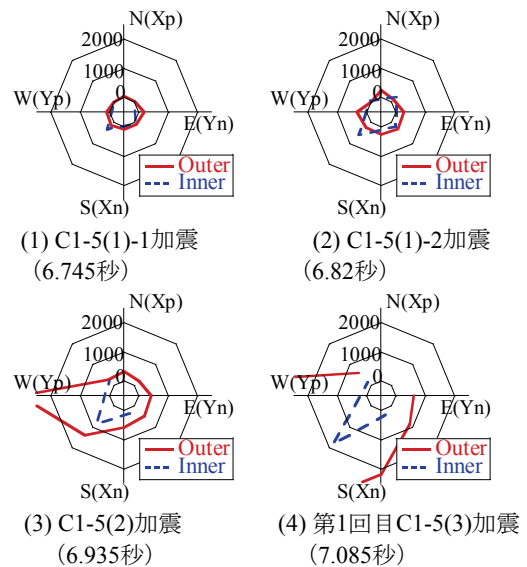 N(Xp)
2000
1000
0
W(Yp)
E(Yn)
Outer
Inner
S(Xn)
(1) C1-5(1)-1加震
（6.745秒）
N(Xp)
2000
1000
0
W(Yp)
E(Yn)
Outer
Inner
S(Xn)
(2) C1-5(1)-2加震
（6.82秒）
N(Xp)
2000
1000
0
W(Yp)
E(Yn)
Outer
Inner
S(Xn)
(3) C1-5(2)加震
（6.935秒）
N(Xp)
2000
1000
0
W(Yp)
E(Yn)
Outer
Inner
S(Xn)
(4) 第1回目C1-5(3)加震
（7.085秒）